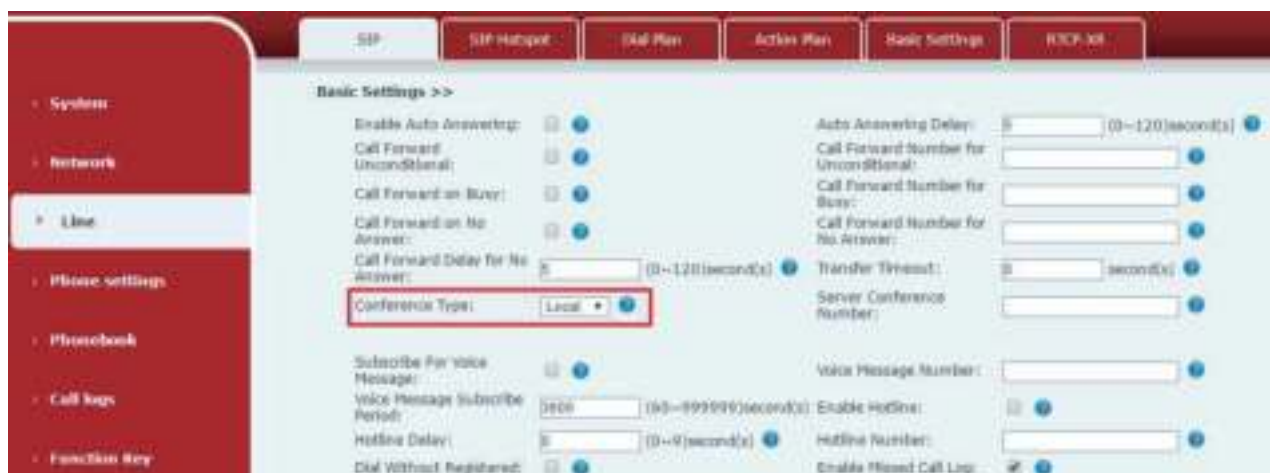 SIP
SIP Hotspot
Dial Plan
Action Plan
Basic Settings
RTCP-XR
System
Network
Line
Phone settings
Phonebook
Call logs
Function Key
Basic Settings >>
Enable Auto Answering:
Auto Answering Delay: (0~120)second(s)
Call Forward
Unconditional:
Call Forward Number for
Unconditional:
Call Forward on Busy:
Call Forward Number for
Busy:
Call Forward on No
Answer:
Call Forward Number for
No Answer:
Call Forward Delay for No
Answer: 5 (0~120)second(s)
Transfer Timeout: 0 second(s)
Conference Type: Local
Server Conference
Number:
Subscribe For Voice
Message:
Voice Message Number:
Voice Message Subscribe
Period: 3600 (60~999999)second(s)
Enable Hotline:
Hotline Delay: 0 (0~9)second(s)
Hotline Number:
Dial Without Registered:
Enable Missed Call Log: